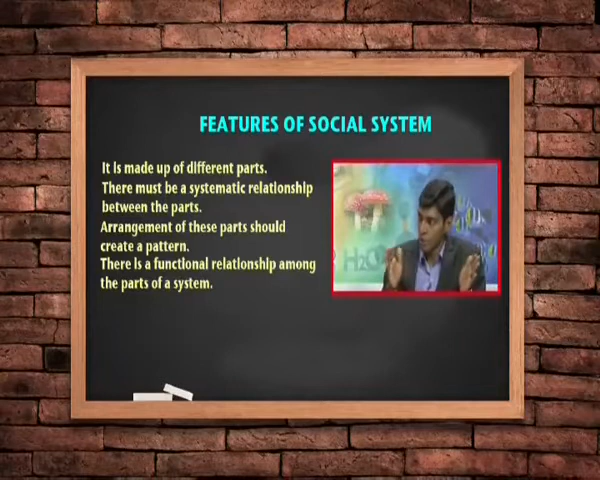 FEATURES OF SOCIAL SYSTEM
It is made up of different parts.
There must be a systematic relationship
between the parts.
Arrangement of these parts should
create a pattern.
There is a functional relationship among
the parts of a system.
H2O